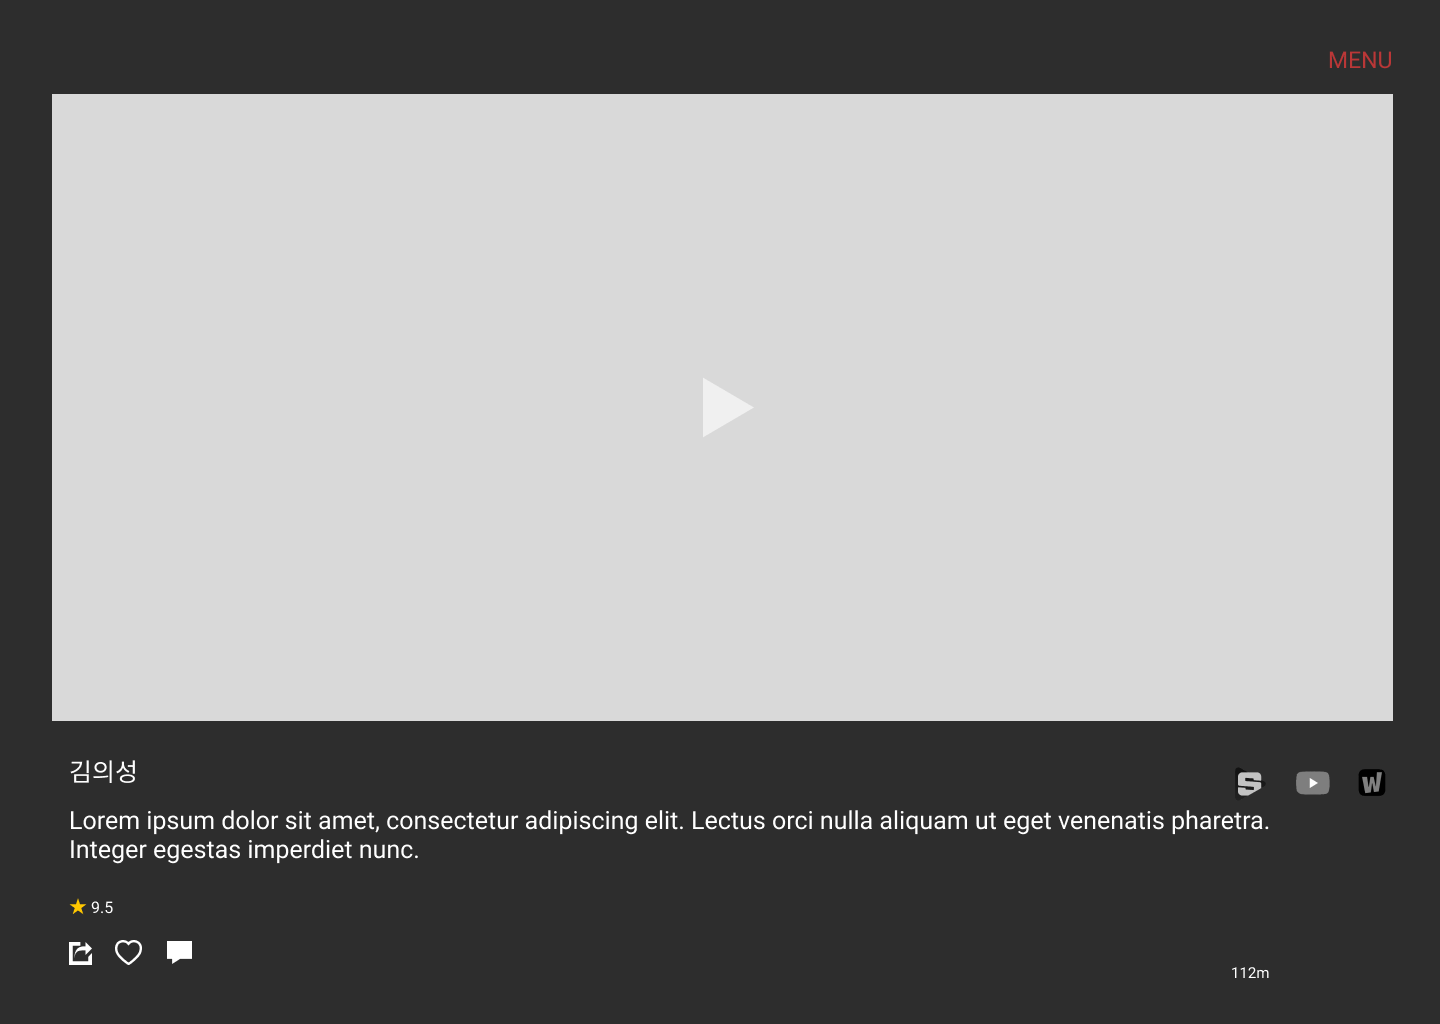 MENU
김의성
Lorem ipsum dolor sit amet, consectetur adipiscing elit. Lectus orci nulla aliquam ut eget venenatis pharetra.
Integer egestas imperdiet nunc.
9.5
112m